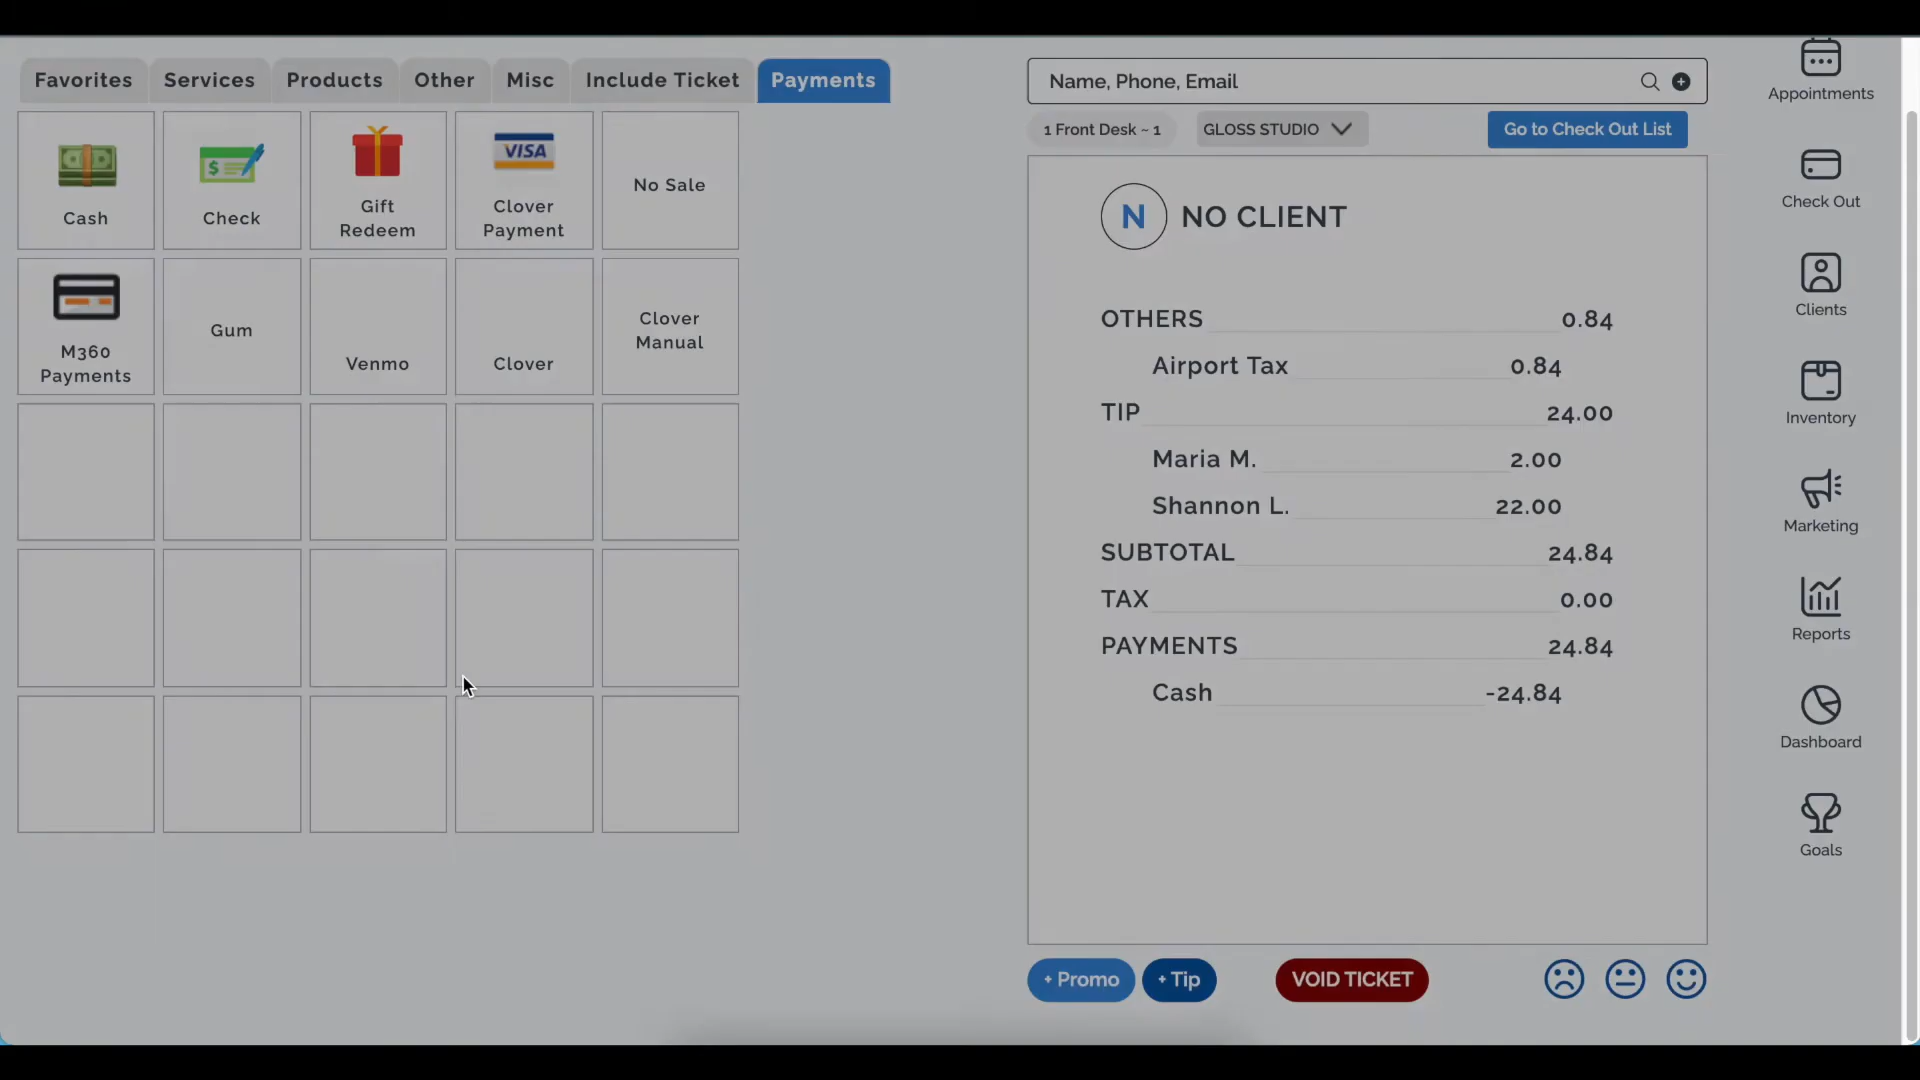 Favorites
Services
Products
Other
Misc
Include Ticket
Payments
Cash
$
Check
Gift
Redeem
VISA
Clover
Payment
No Sale
M360
Payments
Gum
Venmo
Clover
Clover
Manual
Name, Phone, Email
1 Front Desk ~ 1
GLOSS STUDIO
Go to Check Out List
N
NO CLIENT
OTHERS 0.84
Airport Tax 0.84
TIP 24.00
Maria M. 2.00
Shannon L. 22.00
SUBTOTAL 24.84
TAX 0.00
PAYMENTS 24.84
Cash -24.84
+ Promo
+ Tip
VOID TICKET
Appointments
Check Out
Clients
Inventory
Marketing
Reports
Dashboard
Goals